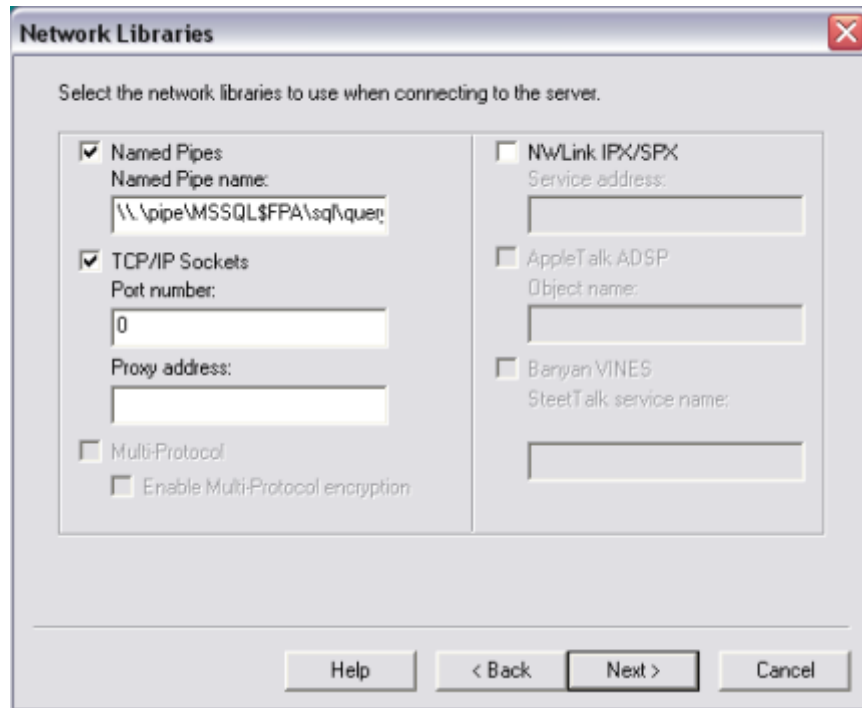 Network Libraries
Select the network libraries to use when connecting to the server.
Named Pipes
Named Pipe name:
\\.\pipe\MSSQL$FPA\sql\query
TCP/IP Sockets
Port number:
0
Proxy address:
Multi-Protocol
Enable Multi-Protocol encryption
NWLink IPX/SPX
Service address:
AppleTalk ADSP
Object name:
Banyan VINES
SteetTalk service name:
Help
< Back
Next >
Cancel